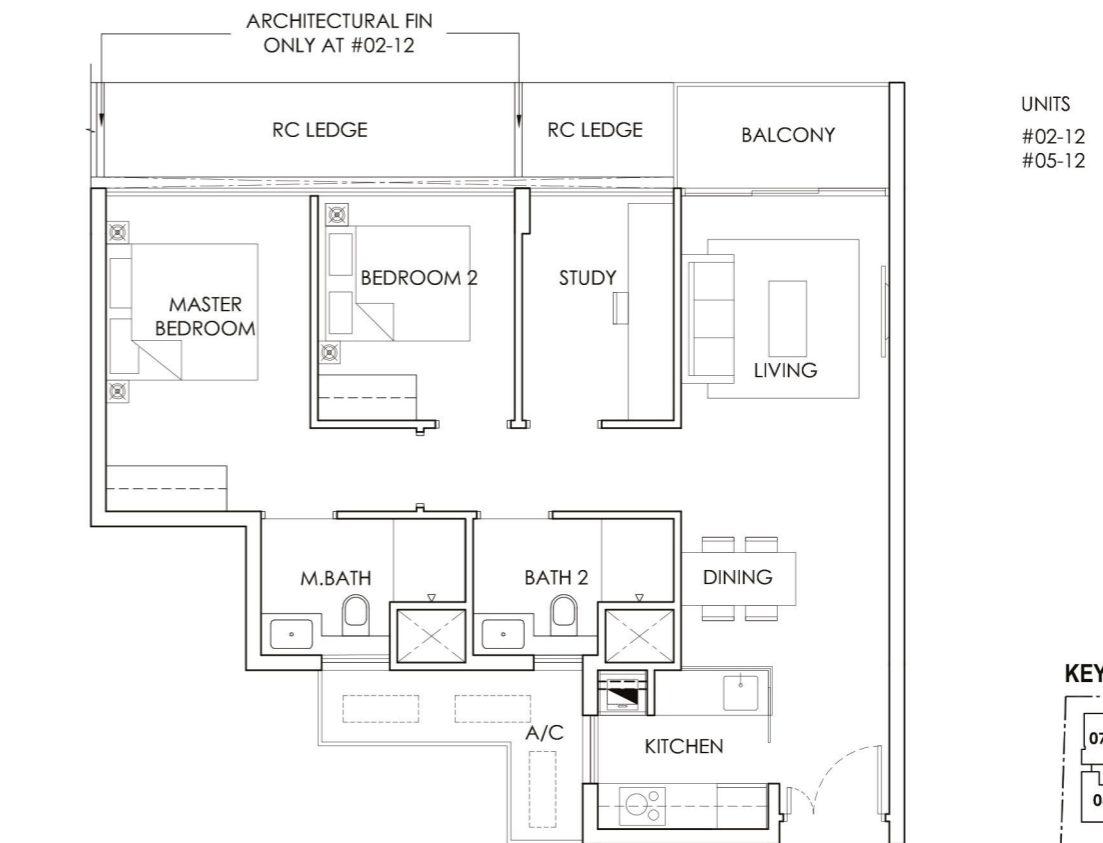 ARCHITECTURAL FIN
ONLY AT #02-12
RC LEDGE
RC LEDGE
BALCONY
UNITS
#02-12
#05-12
MASTER
BEDROOM
BEDROOM 2
STUDY
LIVING
M.BATH
BATH 2
DINING
A/C
KITCHEN
KEY
07